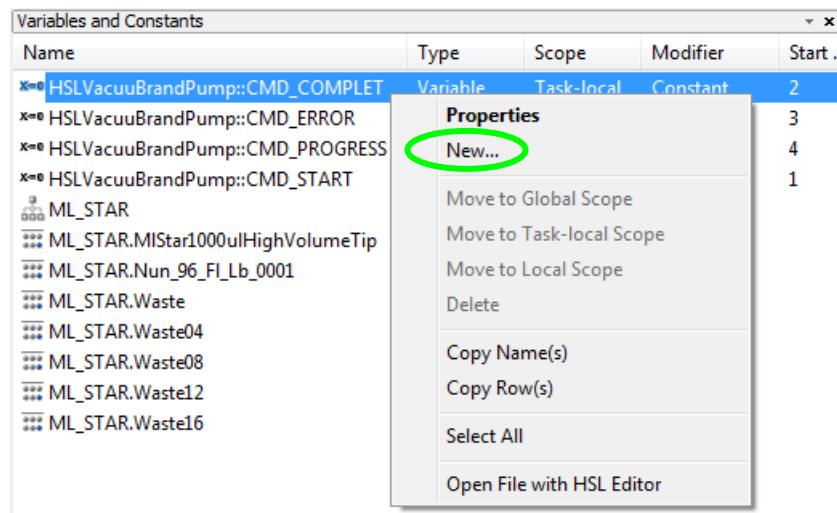 Variables and Constants
Name Type Scope Modifier Start .
HSLVacuuBrandPump::CMD_COMPLET Variable Task-local Constant 2
HSLVacuuBrandPump::CMD_ERROR 3
HSLVacuuBrandPump::CMD_PROGRESS 4
HSLVacuuBrandPump::CMD_START 1
ML_STAR
ML_STAR.MlStar1000ulHighVolumeTip
ML_STAR.Nun_96_Fl_Lb_0001
ML_STAR.Waste
ML_STAR.Waste04
ML_STAR.Waste08
ML_STAR.Waste12
ML_STAR.Waste16
Properties
New...
Move to Global Scope
Move to Task-local Scope
Move to Local Scope
Delete
Copy Name(s)
Copy Row(s)
Select All
Open File with HSL Editor